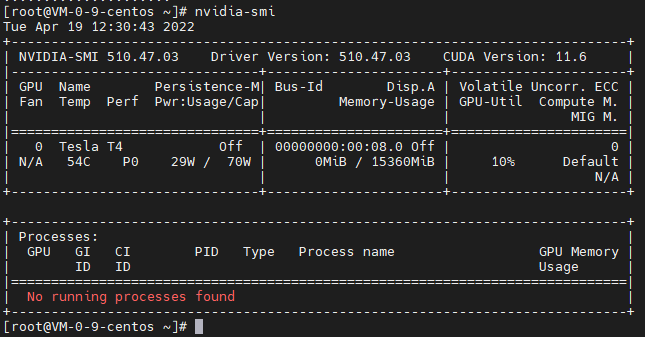 [root@VM-0-9-centos ~]# nvidia-smi
Tue Apr 19 12:30:43 2022
+-----------------------------------------------------------------------------+
| NVIDIA-SMI 510.47.03    Driver Version: 510.47.03    CUDA Version: 11.6     |
|-------------------------------+----------------------+----------------------+
| GPU  Name        Persistence-M| Bus-Id        Disp.A | Volatile Uncorr. ECC |
| Fan  Temp  Perf  Pwr:Usage/Cap|         Memory-Usage | GPU-Util  Compute M. |
|                               |                      |               MIG M. |
|===============================+======================+======================|
|   0  Tesla T4            Off  | 00000000:00:08.0 Off |                    0 |
| N/A   54C    P0    29W /  70W |      0MiB / 15360MiB |     10%      Default |
|                               |                      |                  N/A |
+-------------------------------+----------------------+----------------------+

+-----------------------------------------------------------------------------+
| Processes:                                                                  |
|  GPU   GI   CI        PID   Type   Process name                  GPU Memory |
|        ID   ID                                                   Usage      |
|=============================================================================|
|  No running processes found                                                 |
+-----------------------------------------------------------------------------+
[root@VM-0-9-centos ~]#